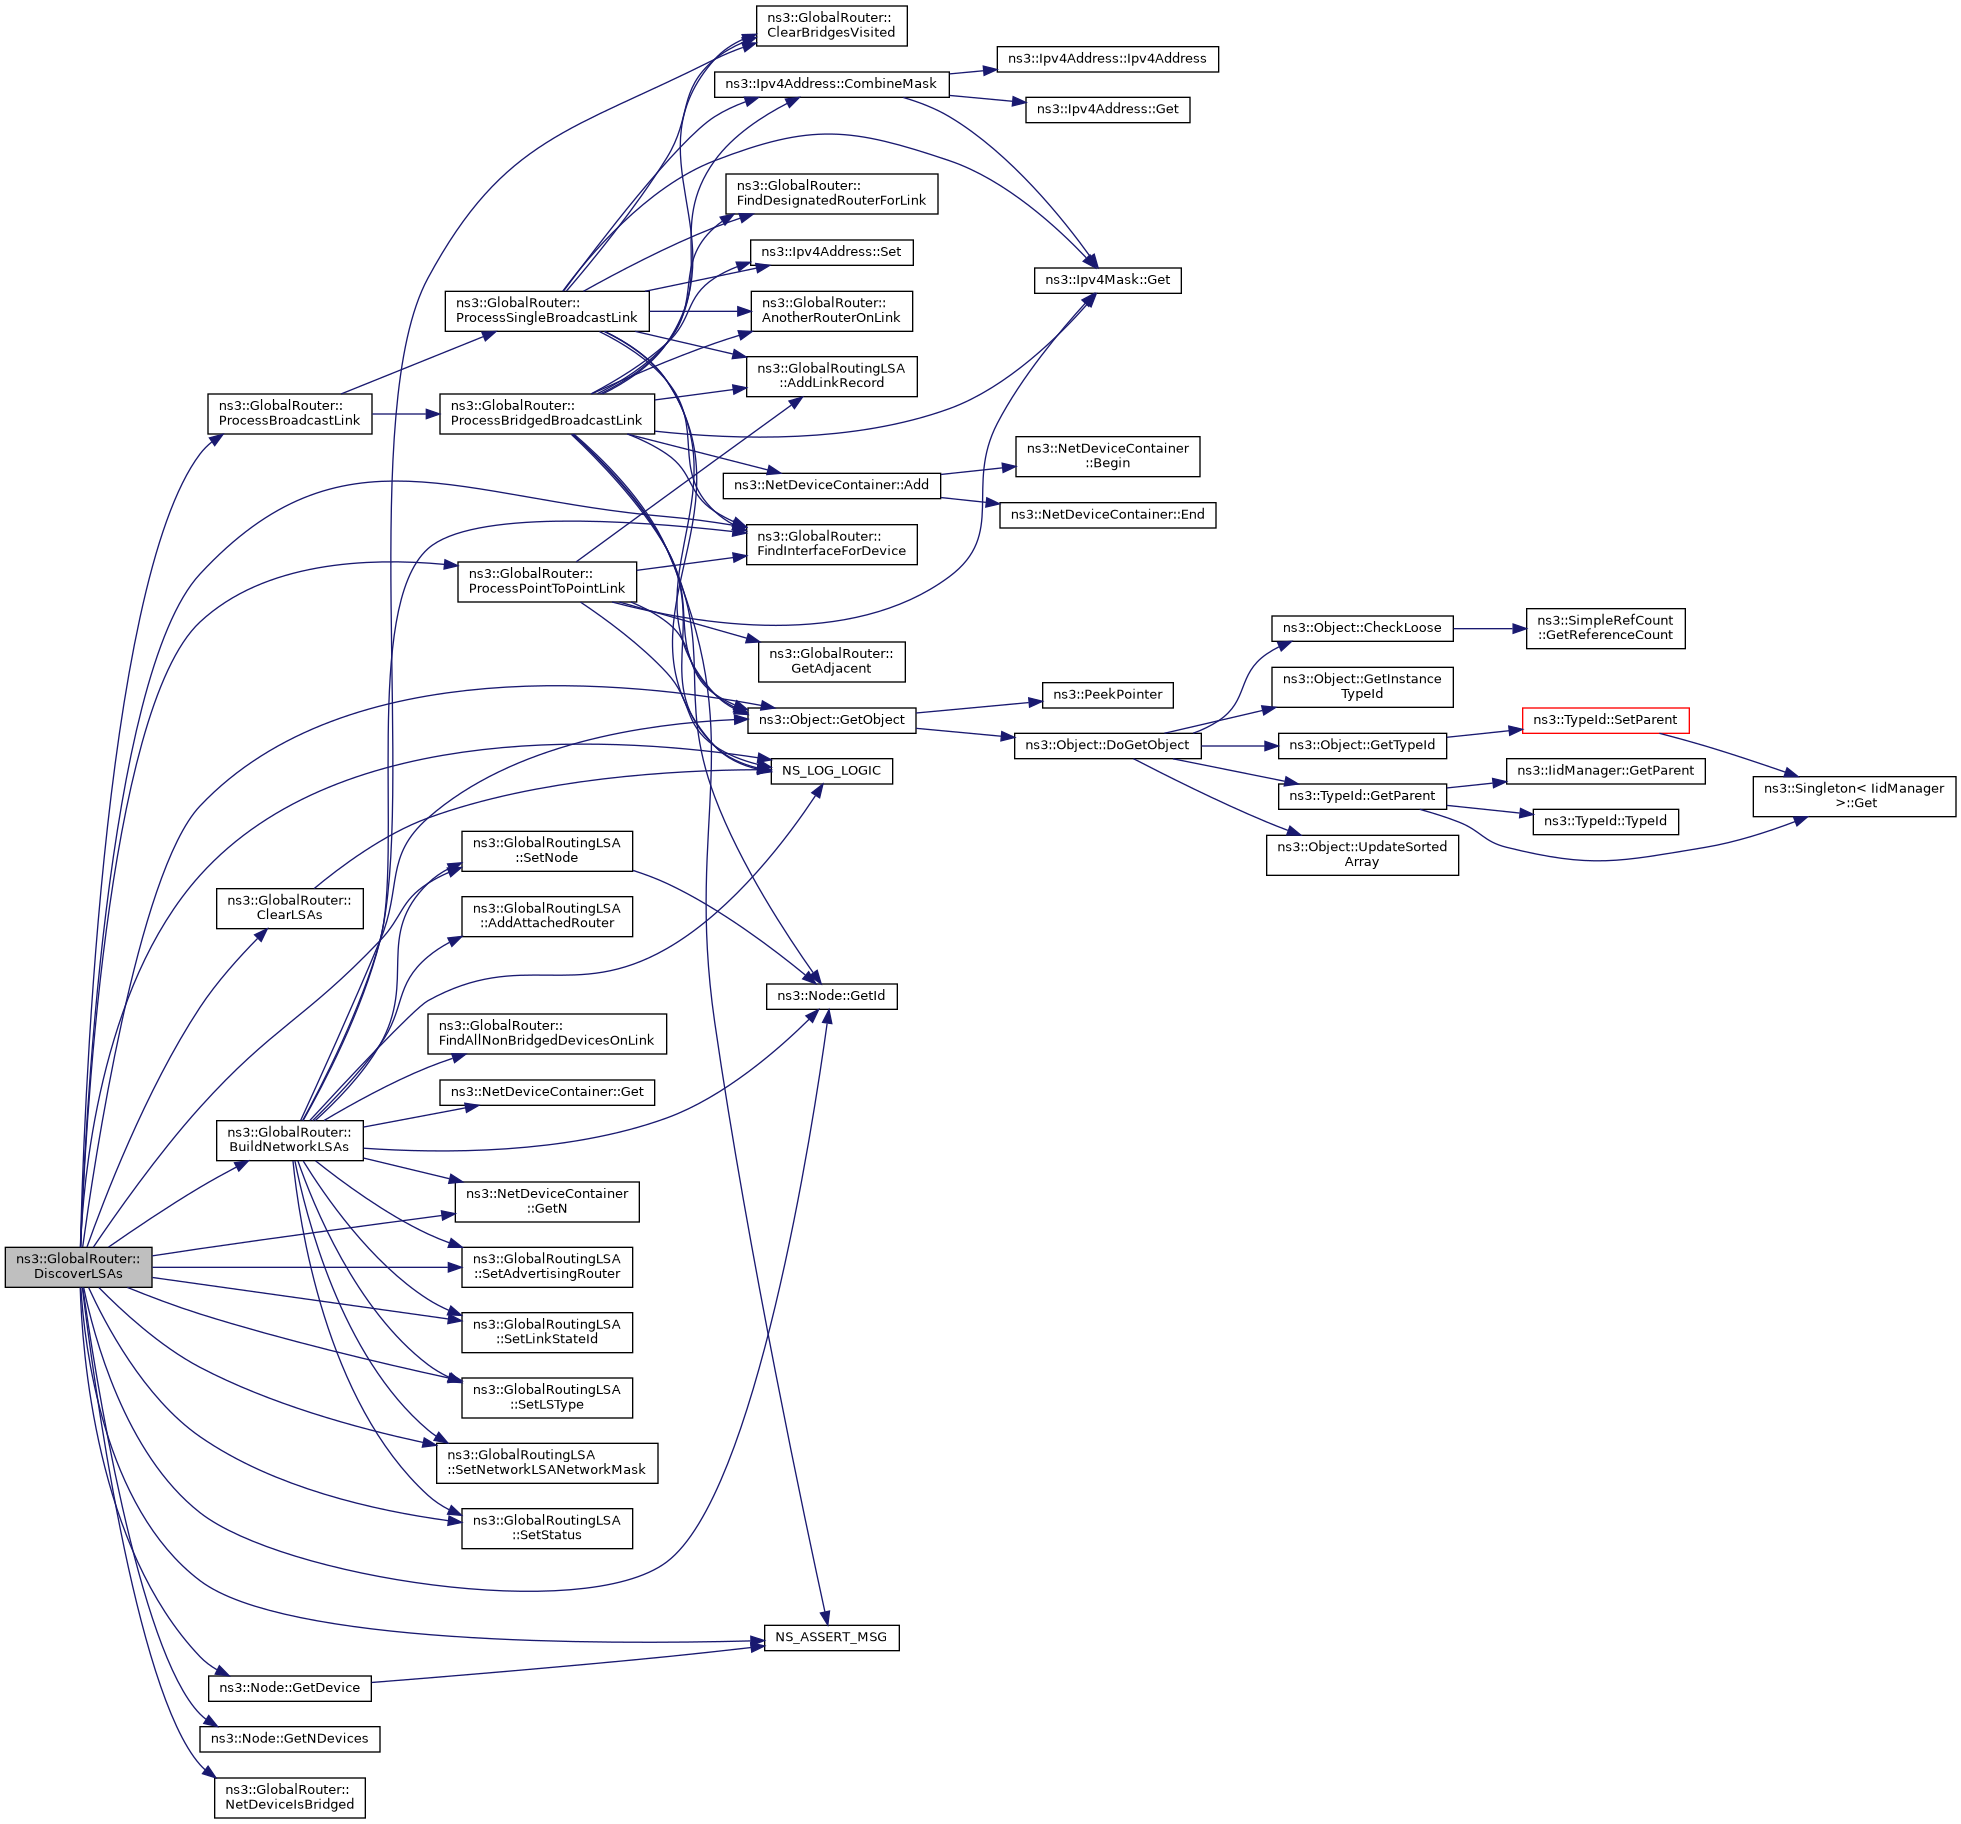 ns3::GlobalRouter::
ClearBridgesVisited
ns3::Ipv4Address::Ipv4Address
ns3::Ipv4Address::CombineMask
ns3::Ipv4Address::Get
ns3::GlobalRouter::
FindDesignatedRouterForLink
ns3::Ipv4Address::Set
ns3::Ipv4Mask::Get
ns3::GlobalRouter::
ProcessSingleBroadcastLink
ns3::GlobalRouter::
AnotherRouterOnLink
ns3::GlobalRoutingLSA
::AddLinkRecord
ns3::GlobalRouter::
ProcessBroadcastLink
ns3::GlobalRouter::
ProcessBridgedBroadcastLink
ns3::NetDeviceContainer
::Begin
ns3::NetDeviceContainer::Add
ns3::NetDeviceContainer::End
ns3::GlobalRouter::
FindInterfaceForDevice
ns3::GlobalRouter::
ProcessPointToPointLink
ns3::GlobalRouter::
GetAdjacent
ns3::Object::CheckLoose
ns3::SimpleRefCount
::GetReferenceCount
ns3::Object::GetInstance
TypeId
ns3::PeekPointer
ns3::Object::GetObject
ns3::Object::DoGetObject
ns3::Object::GetTypeId
ns3::TypeId::SetParent
NS_LOG_LOGIC
ns3::TypeId::GetParent
ns3::IidManager::GetParent
ns3::Singleton< IidManager
>::Get
ns3::TypeId::TypeId
ns3::Object::UpdateSorted
Array
ns3::GlobalRoutingLSA
::SetNode
ns3::GlobalRouter::
ClearLSAs
ns3::GlobalRoutingLSA
::AddAttachedRouter
ns3::Node::GetId
ns3::GlobalRouter::
FindAllNonBridgedDevicesOnLink
ns3::NetDeviceContainer::Get
ns3::GlobalRouter::
BuildNetworkLSAs
ns3::NetDeviceContainer
::GetN
ns3::GlobalRouter::
DiscoverLSAs
ns3::GlobalRoutingLSA
::SetAdvertisingRouter
ns3::GlobalRoutingLSA
::SetLinkStateId
ns3::GlobalRoutingLSA
::SetLSType
ns3::GlobalRoutingLSA
::SetNetworkLSANetworkMask
ns3::GlobalRoutingLSA
::SetStatus
NS_ASSERT_MSG
ns3::Node::GetDevice
ns3::Node::GetNDevices
ns3::GlobalRouter::
NetDeviceIsBridged